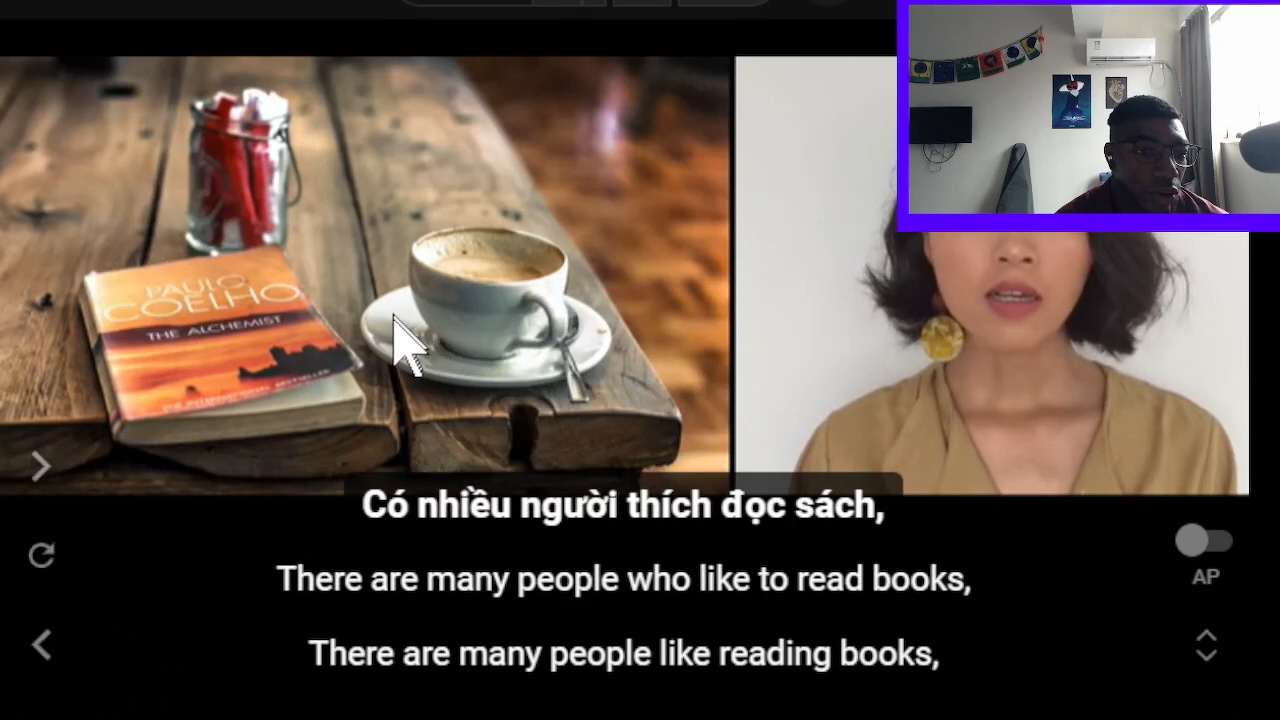 PAULO
COELHO
THE ALCHEMIST
Có nhiều người thích đọc sách,
There are many people who like to read books,
AP
There are many people like reading books,